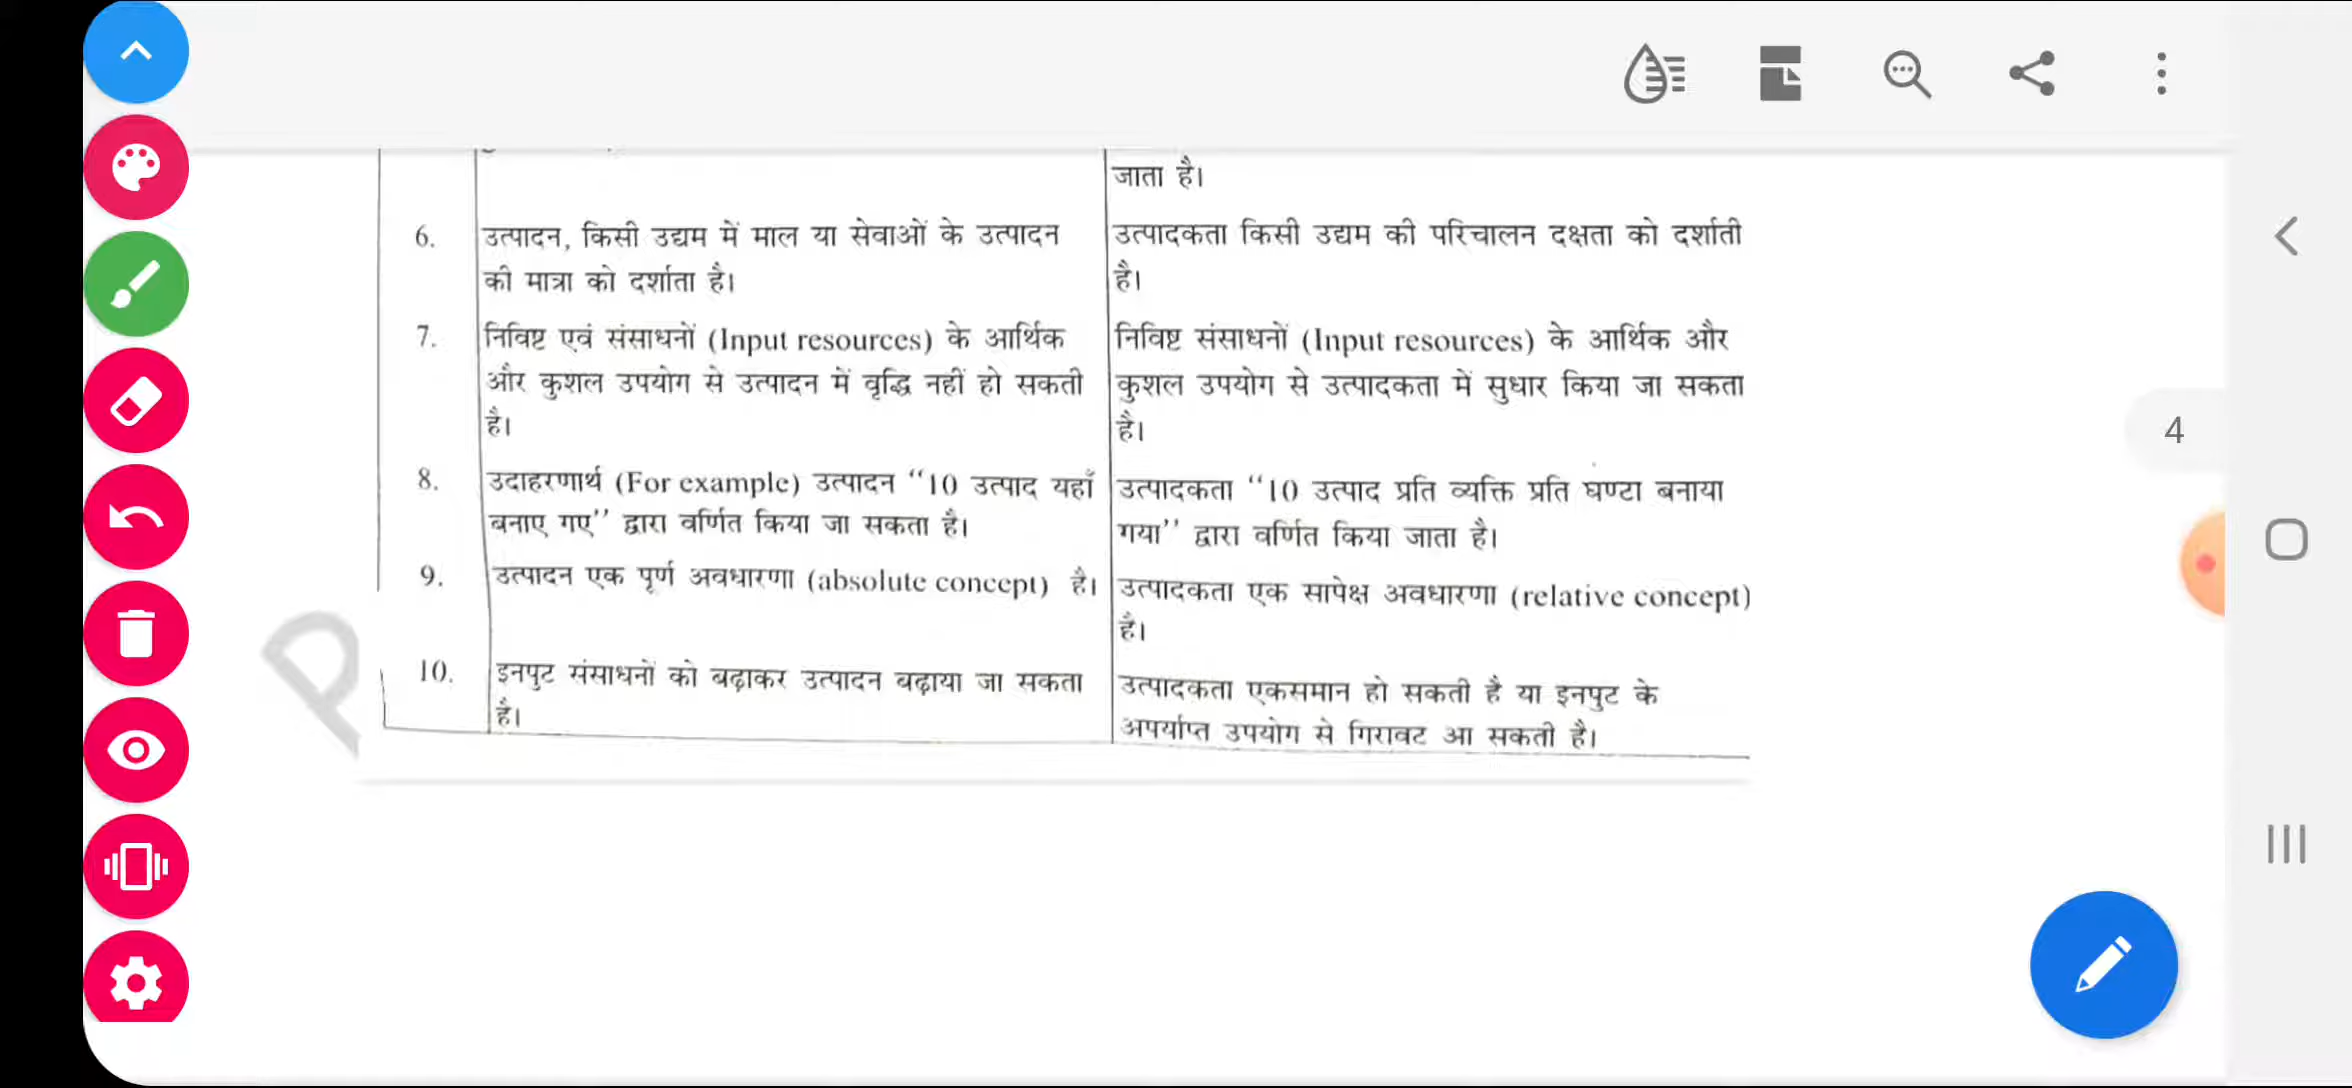 जाता है।
6. उत्पादन, किसी उद्यम में माल या सेवाओं के उत्पादन
की मात्रा को दर्शाता है।
उत्पादकता किसी उद्यम की परिचालन दक्षता को दर्शाती
है।
7. निविष्ट एवं संसाधनों (Input resources) के आर्थिक
और कुशल उपयोग से उत्पादन में वृद्धि नहीं हो सकती
है।
निविष्ट संसाधनों (Input resources) के आर्थिक और
कुशल उपयोग से उत्पादकता में सुधार किया जा सकता
है।
8. उदाहरणार्थ (For example) उत्पादन “10 उत्पाद यहाँ
बनाए गए” द्वारा वर्णित किया जा सकता है।
उत्पादकता “10 उत्पाद प्रति व्यक्ति प्रति घण्टा बनाया
गया” द्वारा वर्णित किया जाता है।
9. उत्पादन एक पूर्ण अवधारणा (absolute concept) है।
उत्पादकता एक सापेक्ष अवधारणा (relative concept)
है।
10. इनपुट संसाधनों को बढ़ाकर उत्पादन बढ़ाया जा सकता
है।
उत्पादकता एकसमान हो सकती है या इनपुट के
अपर्याप्त उपयोग से गिरावट आ सकती है।
4